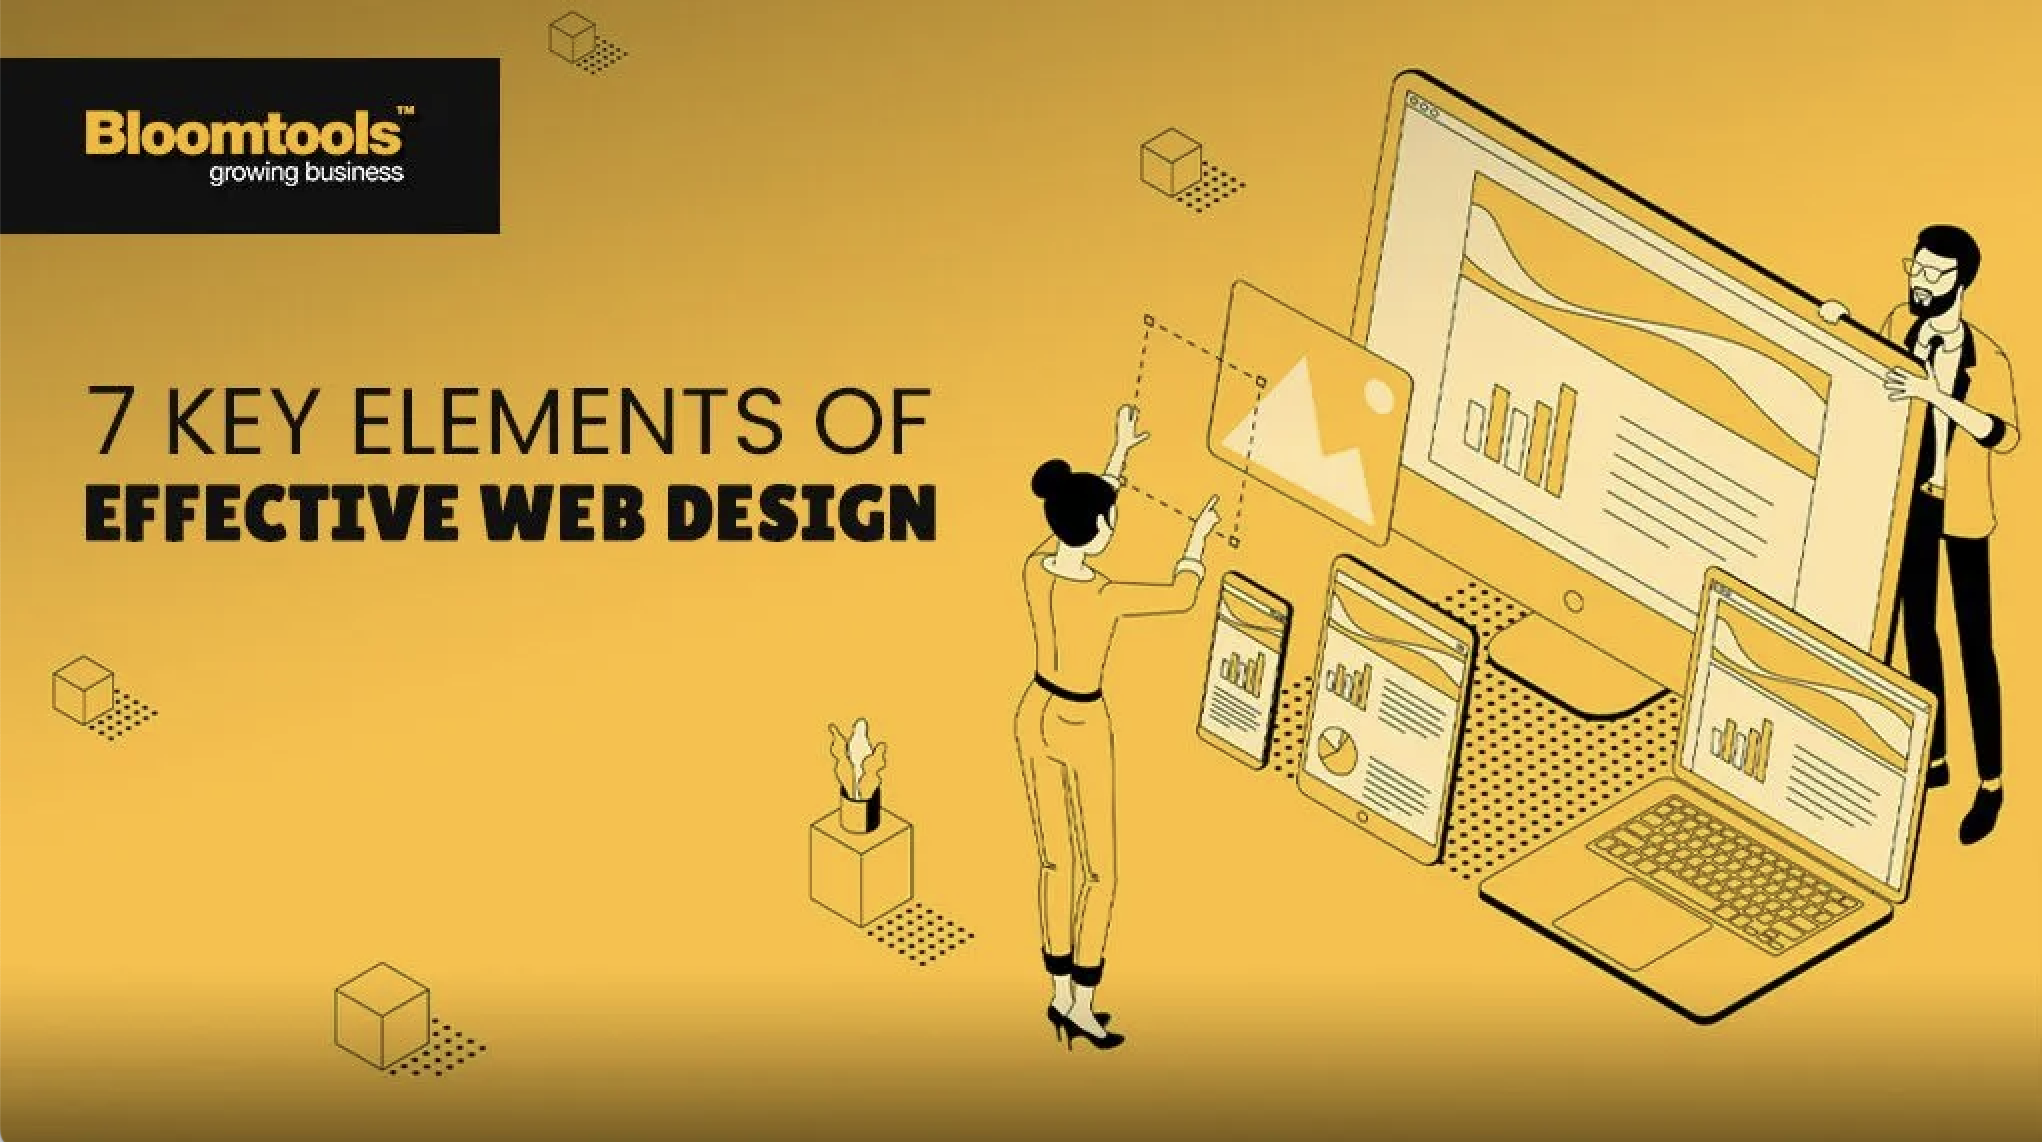 Bloomtools™
growing business
7 KEY ELEMENTS OF
EFFECTIVE WEB DESIGN